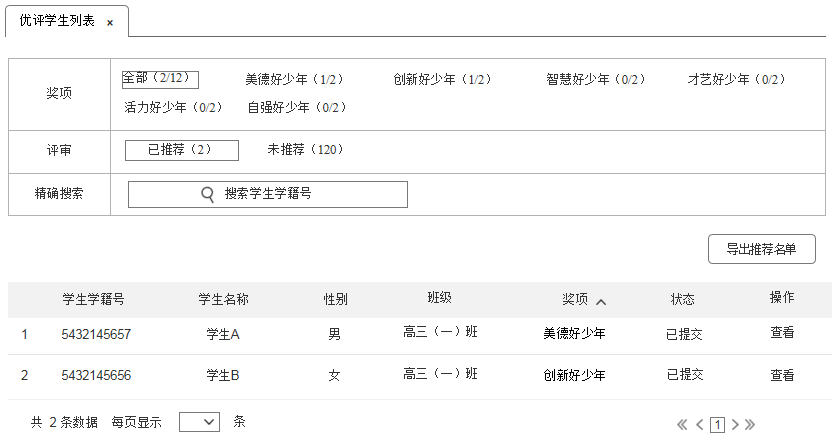 优评学生列表 ×
奖项 全部（2/12） 美德好少年（1/2） 创新好少年（1/2） 智慧好少年（0/2） 才艺好少年（0/2）
活力好少年（0/2） 自强好少年（0/2）
评审 已推荐（2） 未推荐（120）
精确搜索 搜索学生学籍号
导出推荐名单
学生学籍号 学生名称 性别 班级 奖项 状态 操作
1 5432145657 学生A 男 高三（一）班 美德好少年 已提交 查看
2 5432145656 学生B 女 高三（一）班 创新好少年 已提交 查看
共 2 条数据 每页显示 条 1